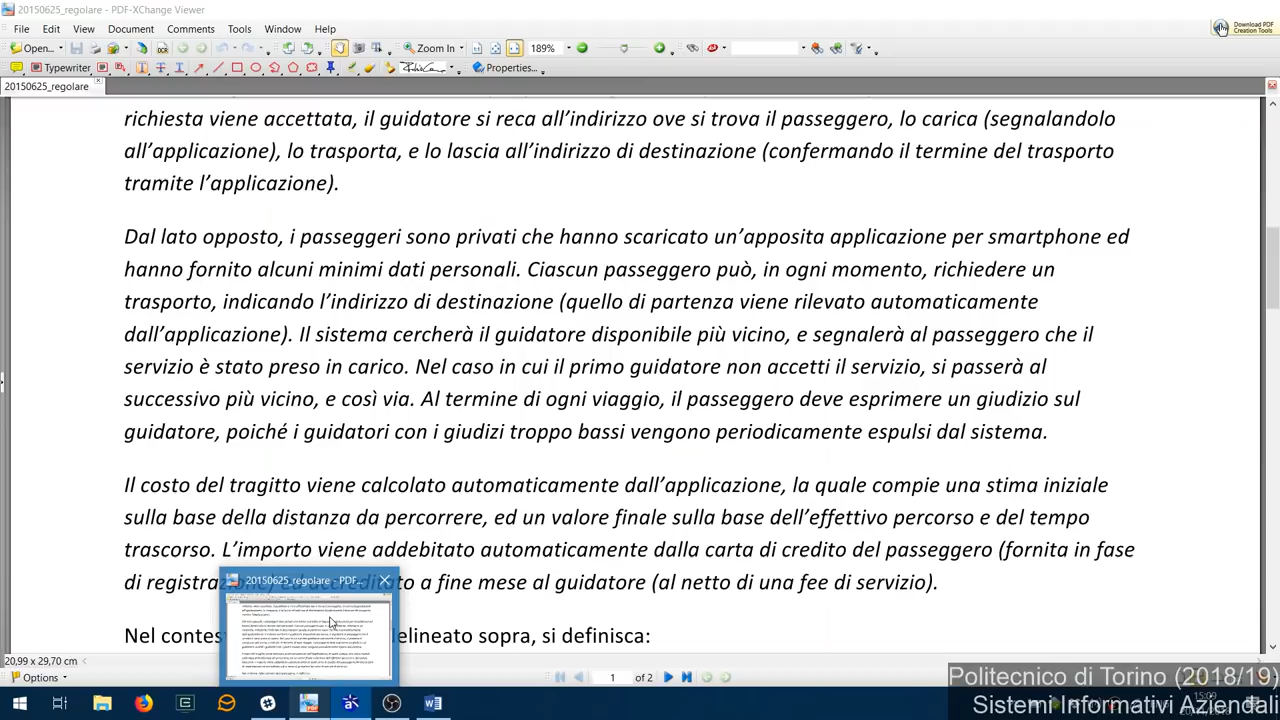 20150625_regolare - PDF-XChange Viewer
File Edit View Document Comments Tools Window Help
Download PDF
Creation Tools
Open... Zoom In 189%
Typewriter Properties...
20150625_regolare
richiesta viene accettata, il guidatore si reca all’indirizzo ove si trova il passeggero, lo carica (segnalandolo
all’applicazione), lo trasporta, e lo lascia all’indirizzo di destinazione (confermando il termine del trasporto
tramite l’applicazione).
Dal lato opposto, i passeggeri sono privati che hanno scaricato un’apposita applicazione per smartphone ed
hanno fornito alcuni minimi dati personali. Ciascun passeggero può, in ogni momento, richiedere un
trasporto, indicando l’indirizzo di destinazione (quello di partenza viene rilevato automaticamente
dall’applicazione). Il sistema cercherà il guidatore disponibile più vicino, e segnalerà al passeggero che il
servizio è stato preso in carico. Nel caso in cui il primo guidatore non accetti il servizio, si passerà al
successivo più vicino, e così via. Al termine di ogni viaggio, il passeggero deve esprimere un giudizio sul
guidatore, poiché i guidatori con i giudizi troppo bassi vengono periodicamente espulsi dal sistema.
Il costo del tragitto viene calcolato automaticamente dall’applicazione, la quale compie una stima iniziale
sulla base della distanza da percorrere, ed un valore finale sulla base dell’effettivo percorso e del tempo
trascorso. L’importo viene addebitato automaticamente dalla carta di credito del passeggero (fornita in fase
di registra to a fine mese al guidatore (al netto di una fee di servizio).
20150625_regolare - PDF...
Nel contes delineato sopra, si definisca:
Options 1 of 2
Politecnico di Torino (2018/19)
15:09
Sistemi Informativi Aziendali